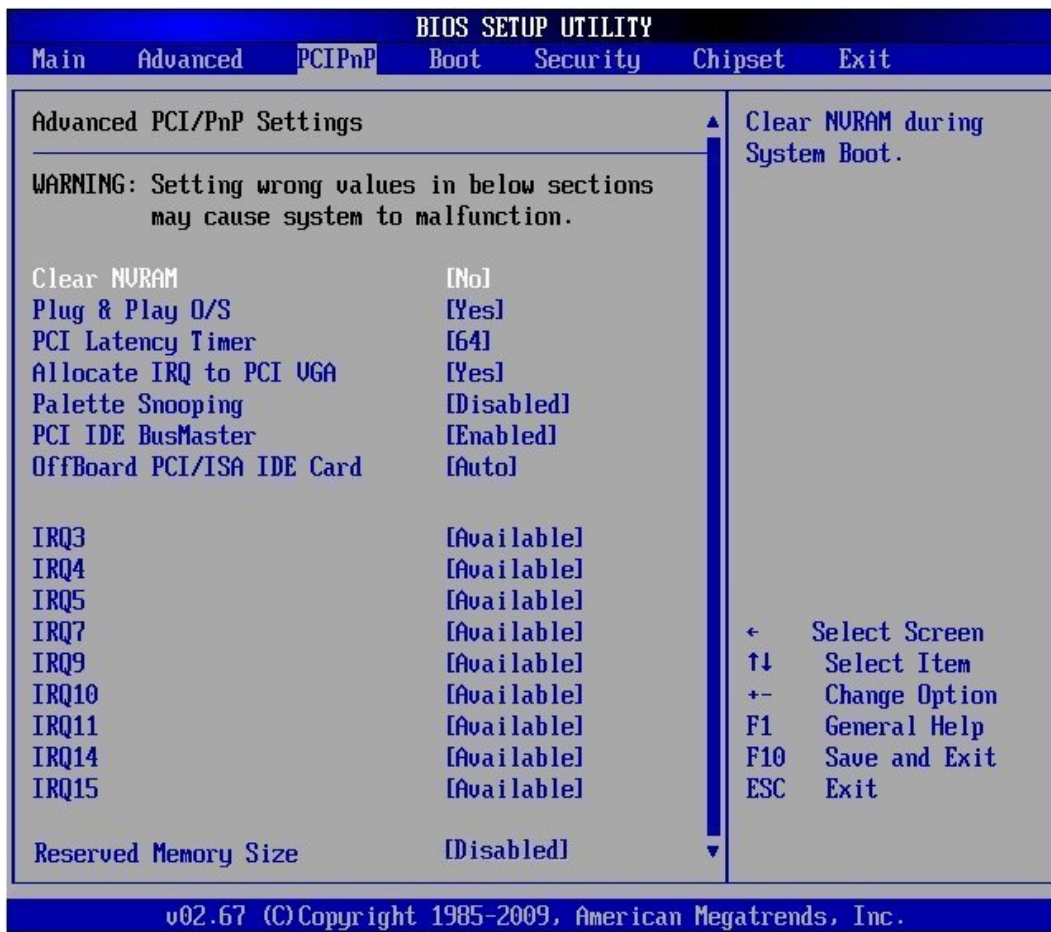 BIOS SETUP UTILITY
Main Advanced PCIPnP Boot Security Chipset Exit
Advanced PCI/PnP Settings
WARNING: Setting wrong values in below sections
may cause system to malfunction.
Clear NVRAM [No]
Plug & Play O/S [Yes]
PCI Latency Timer [64]
Allocate IRQ to PCI VGA [Yes]
Palette Snooping [Disabled]
PCI IDE BusMaster [Enabled]
OffBoard PCI/ISA IDE Card [Auto]
IRQ3 [Available]
IRQ4 [Available]
IRQ5 [Available]
IRQ7 [Available]
IRQ9 [Available]
IRQ10 [Available]
IRQ11 [Available]
IRQ14 [Available]
IRQ15 [Available]
Reserved Memory Size [Disabled]
Clear NVRAM during
System Boot.
← Select Screen
↑↓ Select Item
+- Change Option
F1 General Help
F10 Save and Exit
ESC Exit
v02.67 (C)Copyright 1985-2009, American Megatrends, Inc.